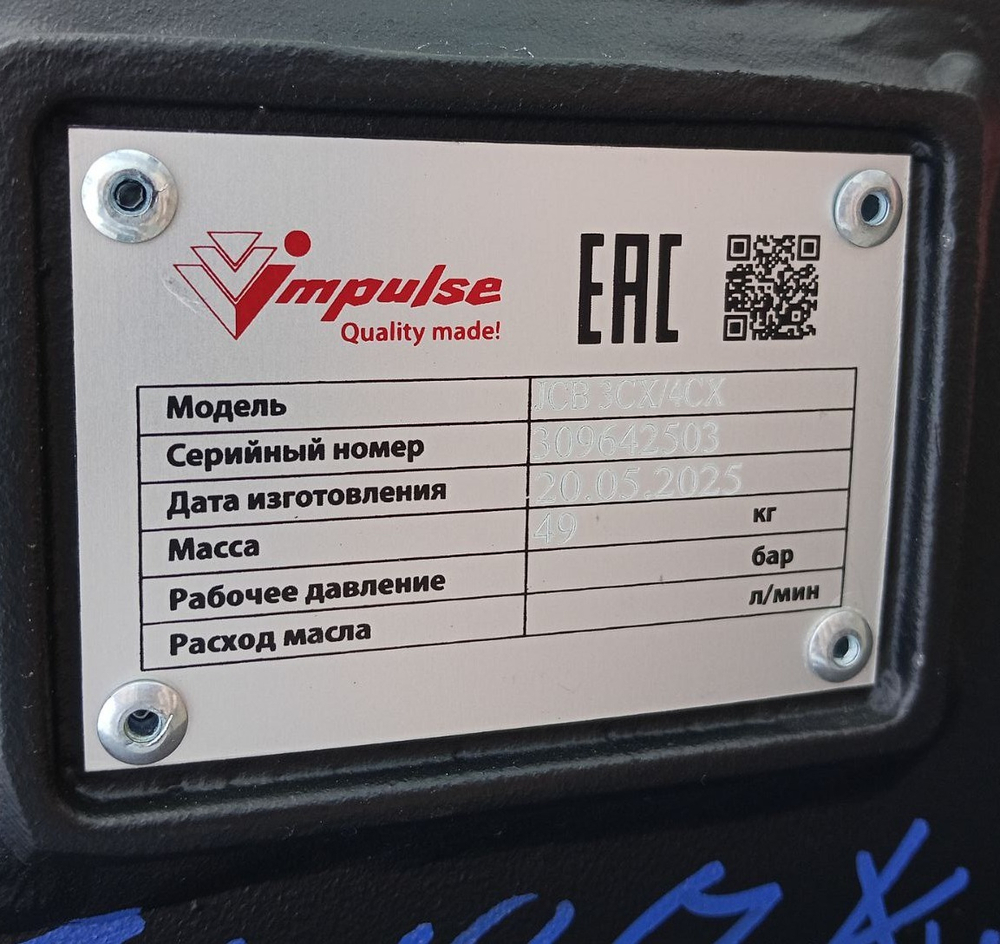 impulse
Quality made!
EAC
Модель JCB 3CX/4CX
Серийный номер 309642503
Дата изготовления 20.05.2025
Масса 49 кг
Рабочее давление бар
Расход масла л/мин